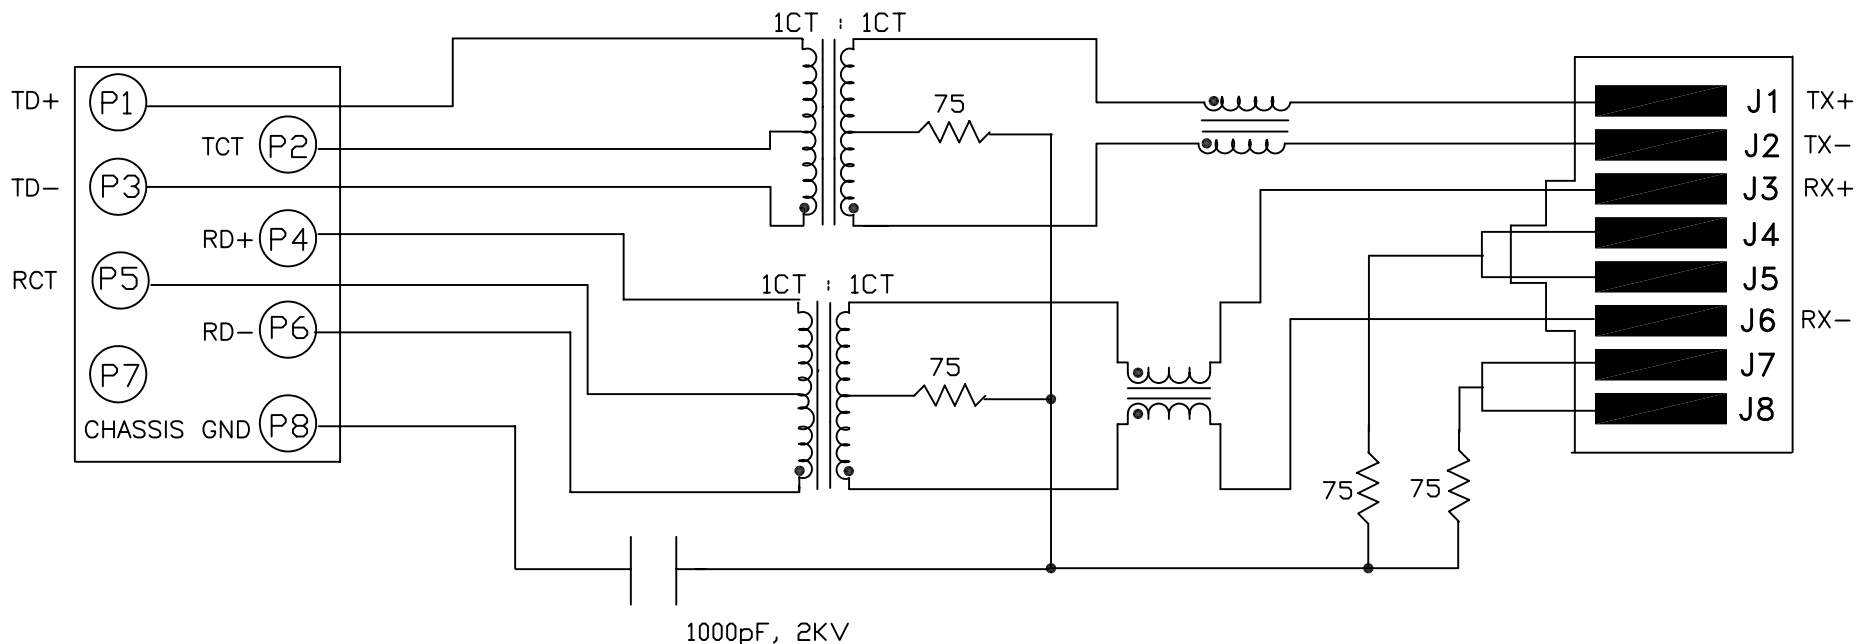 1CT : 1CT
TD+ P1
TCT P2
TD- P3
RD+ P4
RCT P5
RD- P6
P7
CHASSIS GND P8
75
1CT : 1CT
75
J1 TX+
J2 TX-
J3 RX+
J4
J5
J6 RX-
J7
J8
75
75
1000pF, 2KV